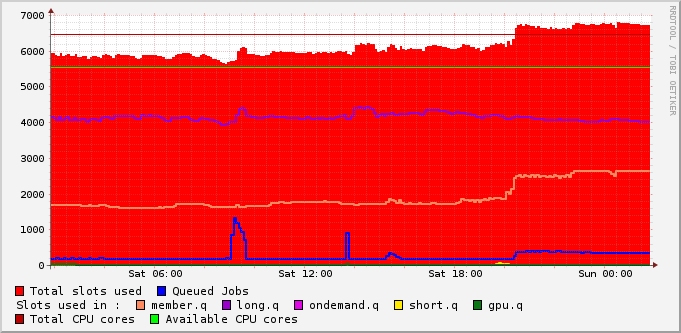 7000
6000
5000
4000
3000
2000
1000
0
Sat 06:00 Sat 12:00 Sat 18:00 Sun 00:00
Total slots used Queued Jobs
Slots used in : member.q long.q ondemand.q short.q gpu.q
Total CPU cores Available CPU cores
RRDTOOL / TOBI OETIKER